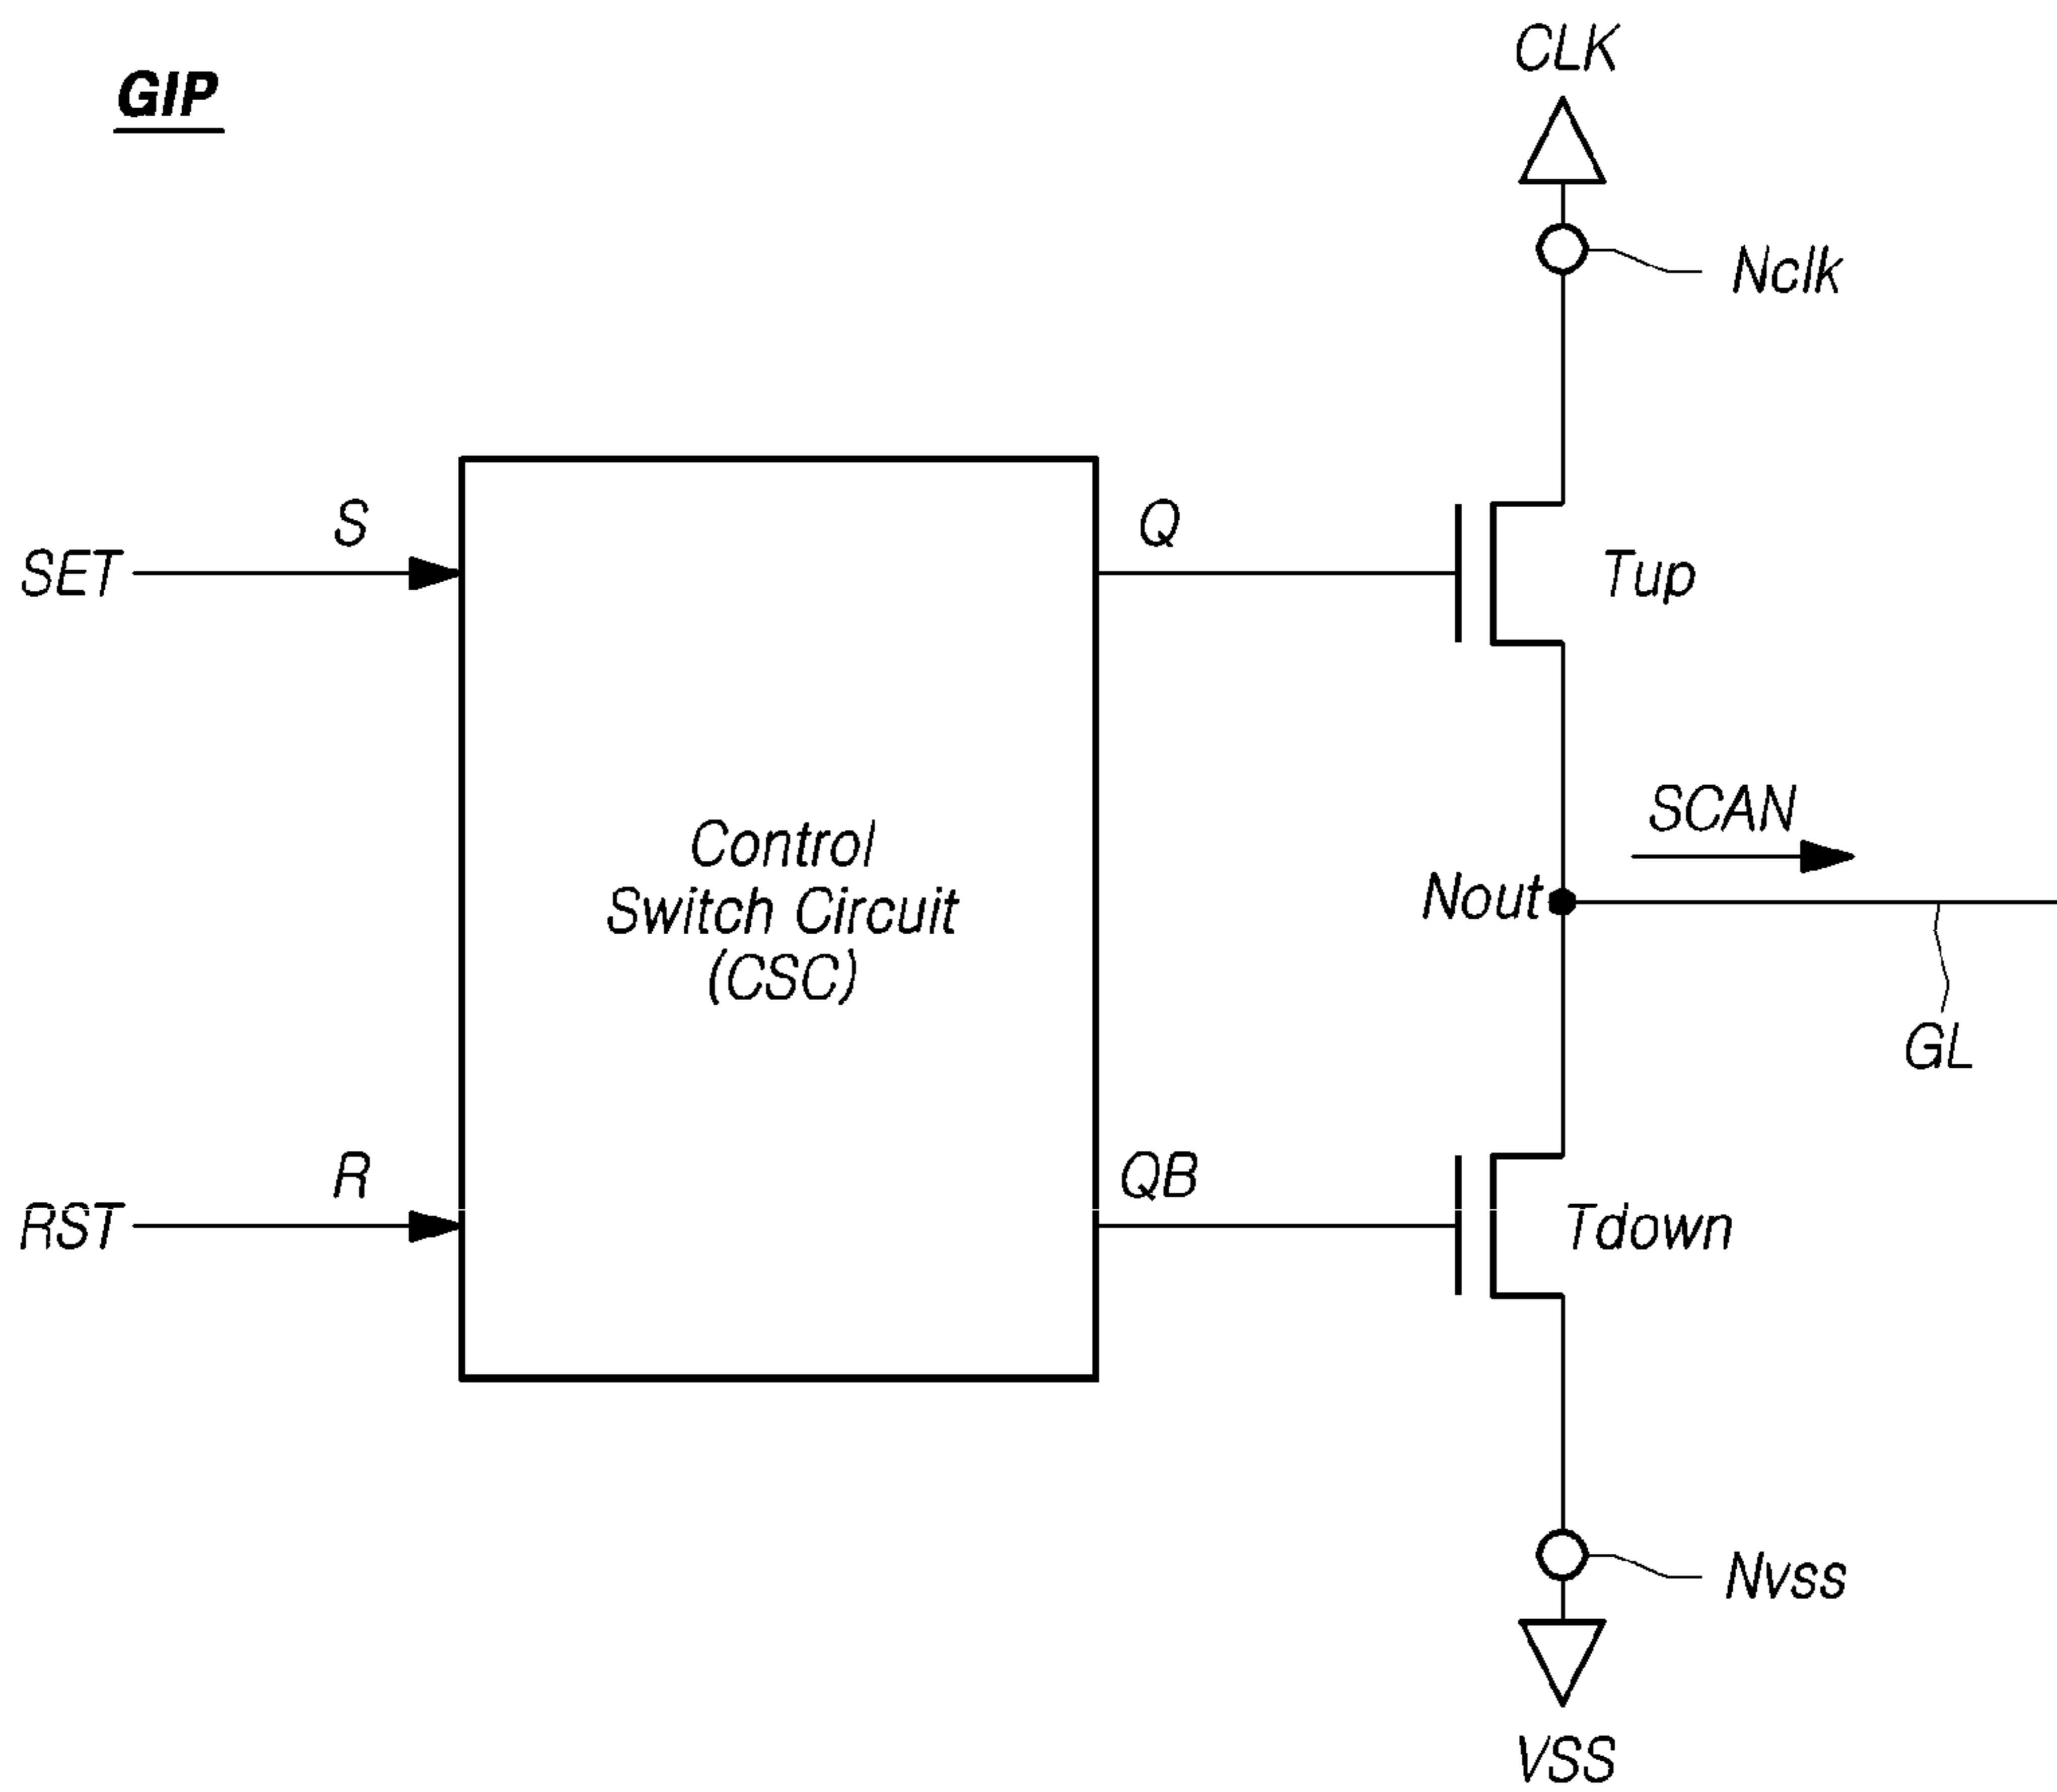 GIP
CLK
Nclk
S
Q
SET
Tup
SCAN
Control
Switch Circuit
(CSC)
Nout
GL
R
QB
RST
Tdown
Nvss
VSS